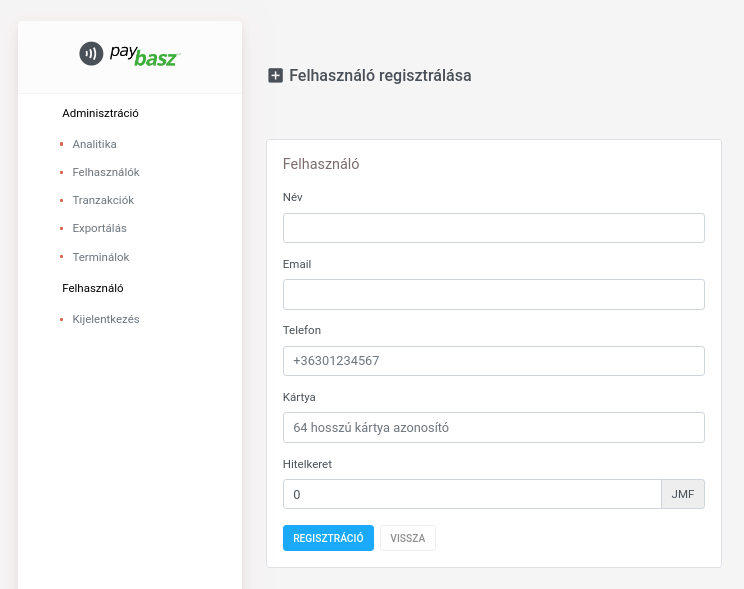 pay basz
Adminisztráció
Analitika
Felhasználók
Tranzakciók
Exportálás
Terminálok
Felhasználó
Kijelentkezés
Felhasználó regisztrálása
Felhasználó
Név
Email
Telefon
+36301234567
Kártya
64 hosszú kártya azonosító
Hitelkeret
0 JMF
REGISZTRÁCIÓ VISSZA